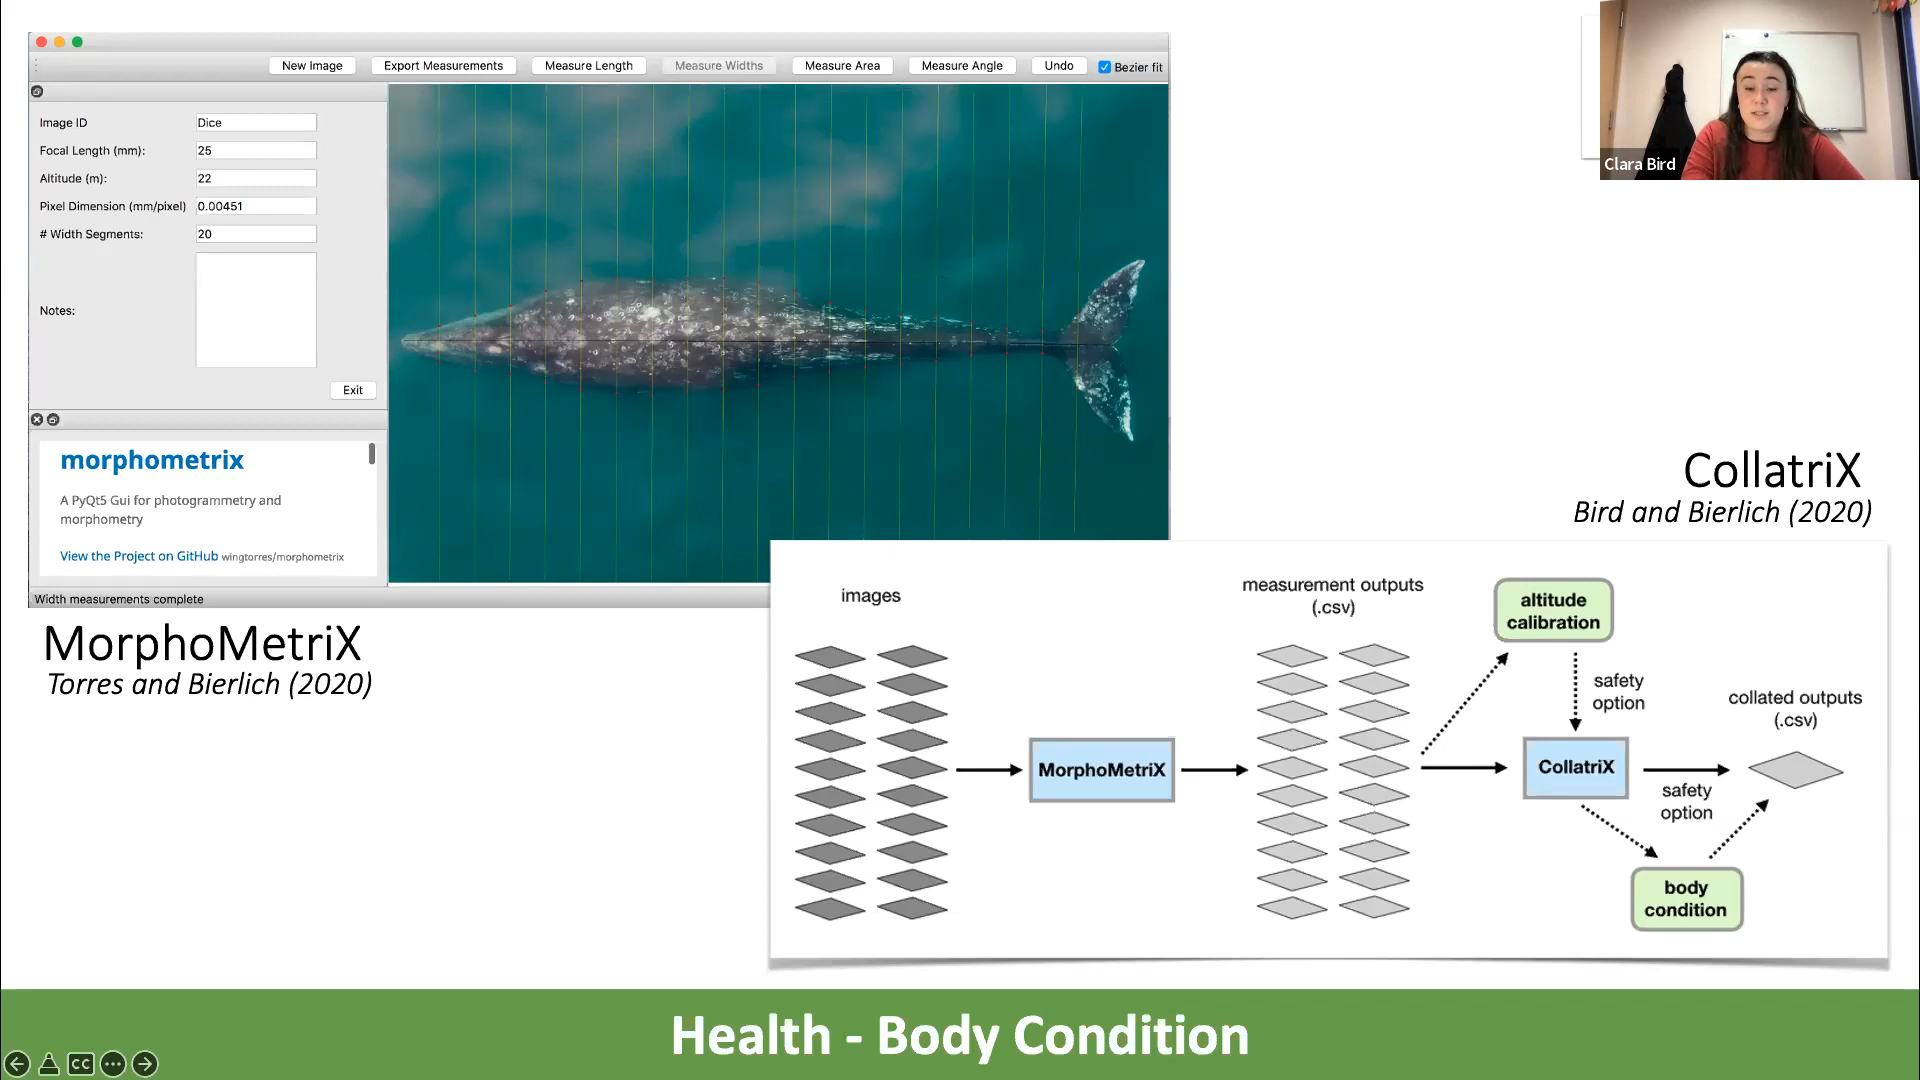 New Image
Export Measurements
Measure Length
Measure Widths
Measure Area
Measure Angle
Undo
Bezier fit
Image ID
Dice
Focal Length (mm):
25
Altitude (m):
22
Pixel Dimension (mm/pixel)
0.00451
# Width Segments:
20
Notes:
Exit
morphometrix
A PyQt5 Gui for photogrammetry and
morphometry
View the Project on GitHub wingtorres/morphometrix
Width measurements complete
MorphoMetriX
Torres and Bierlich (2020)
Clara Bird
CollatriX
Bird and Bierlich (2020)
images
MorphoMetriX
measurement outputs
(.csv)
altitude
calibration
safety
option
CollatriX
safety
option
body
condition
collated outputs
(.csv)
Health - Body Condition
CC